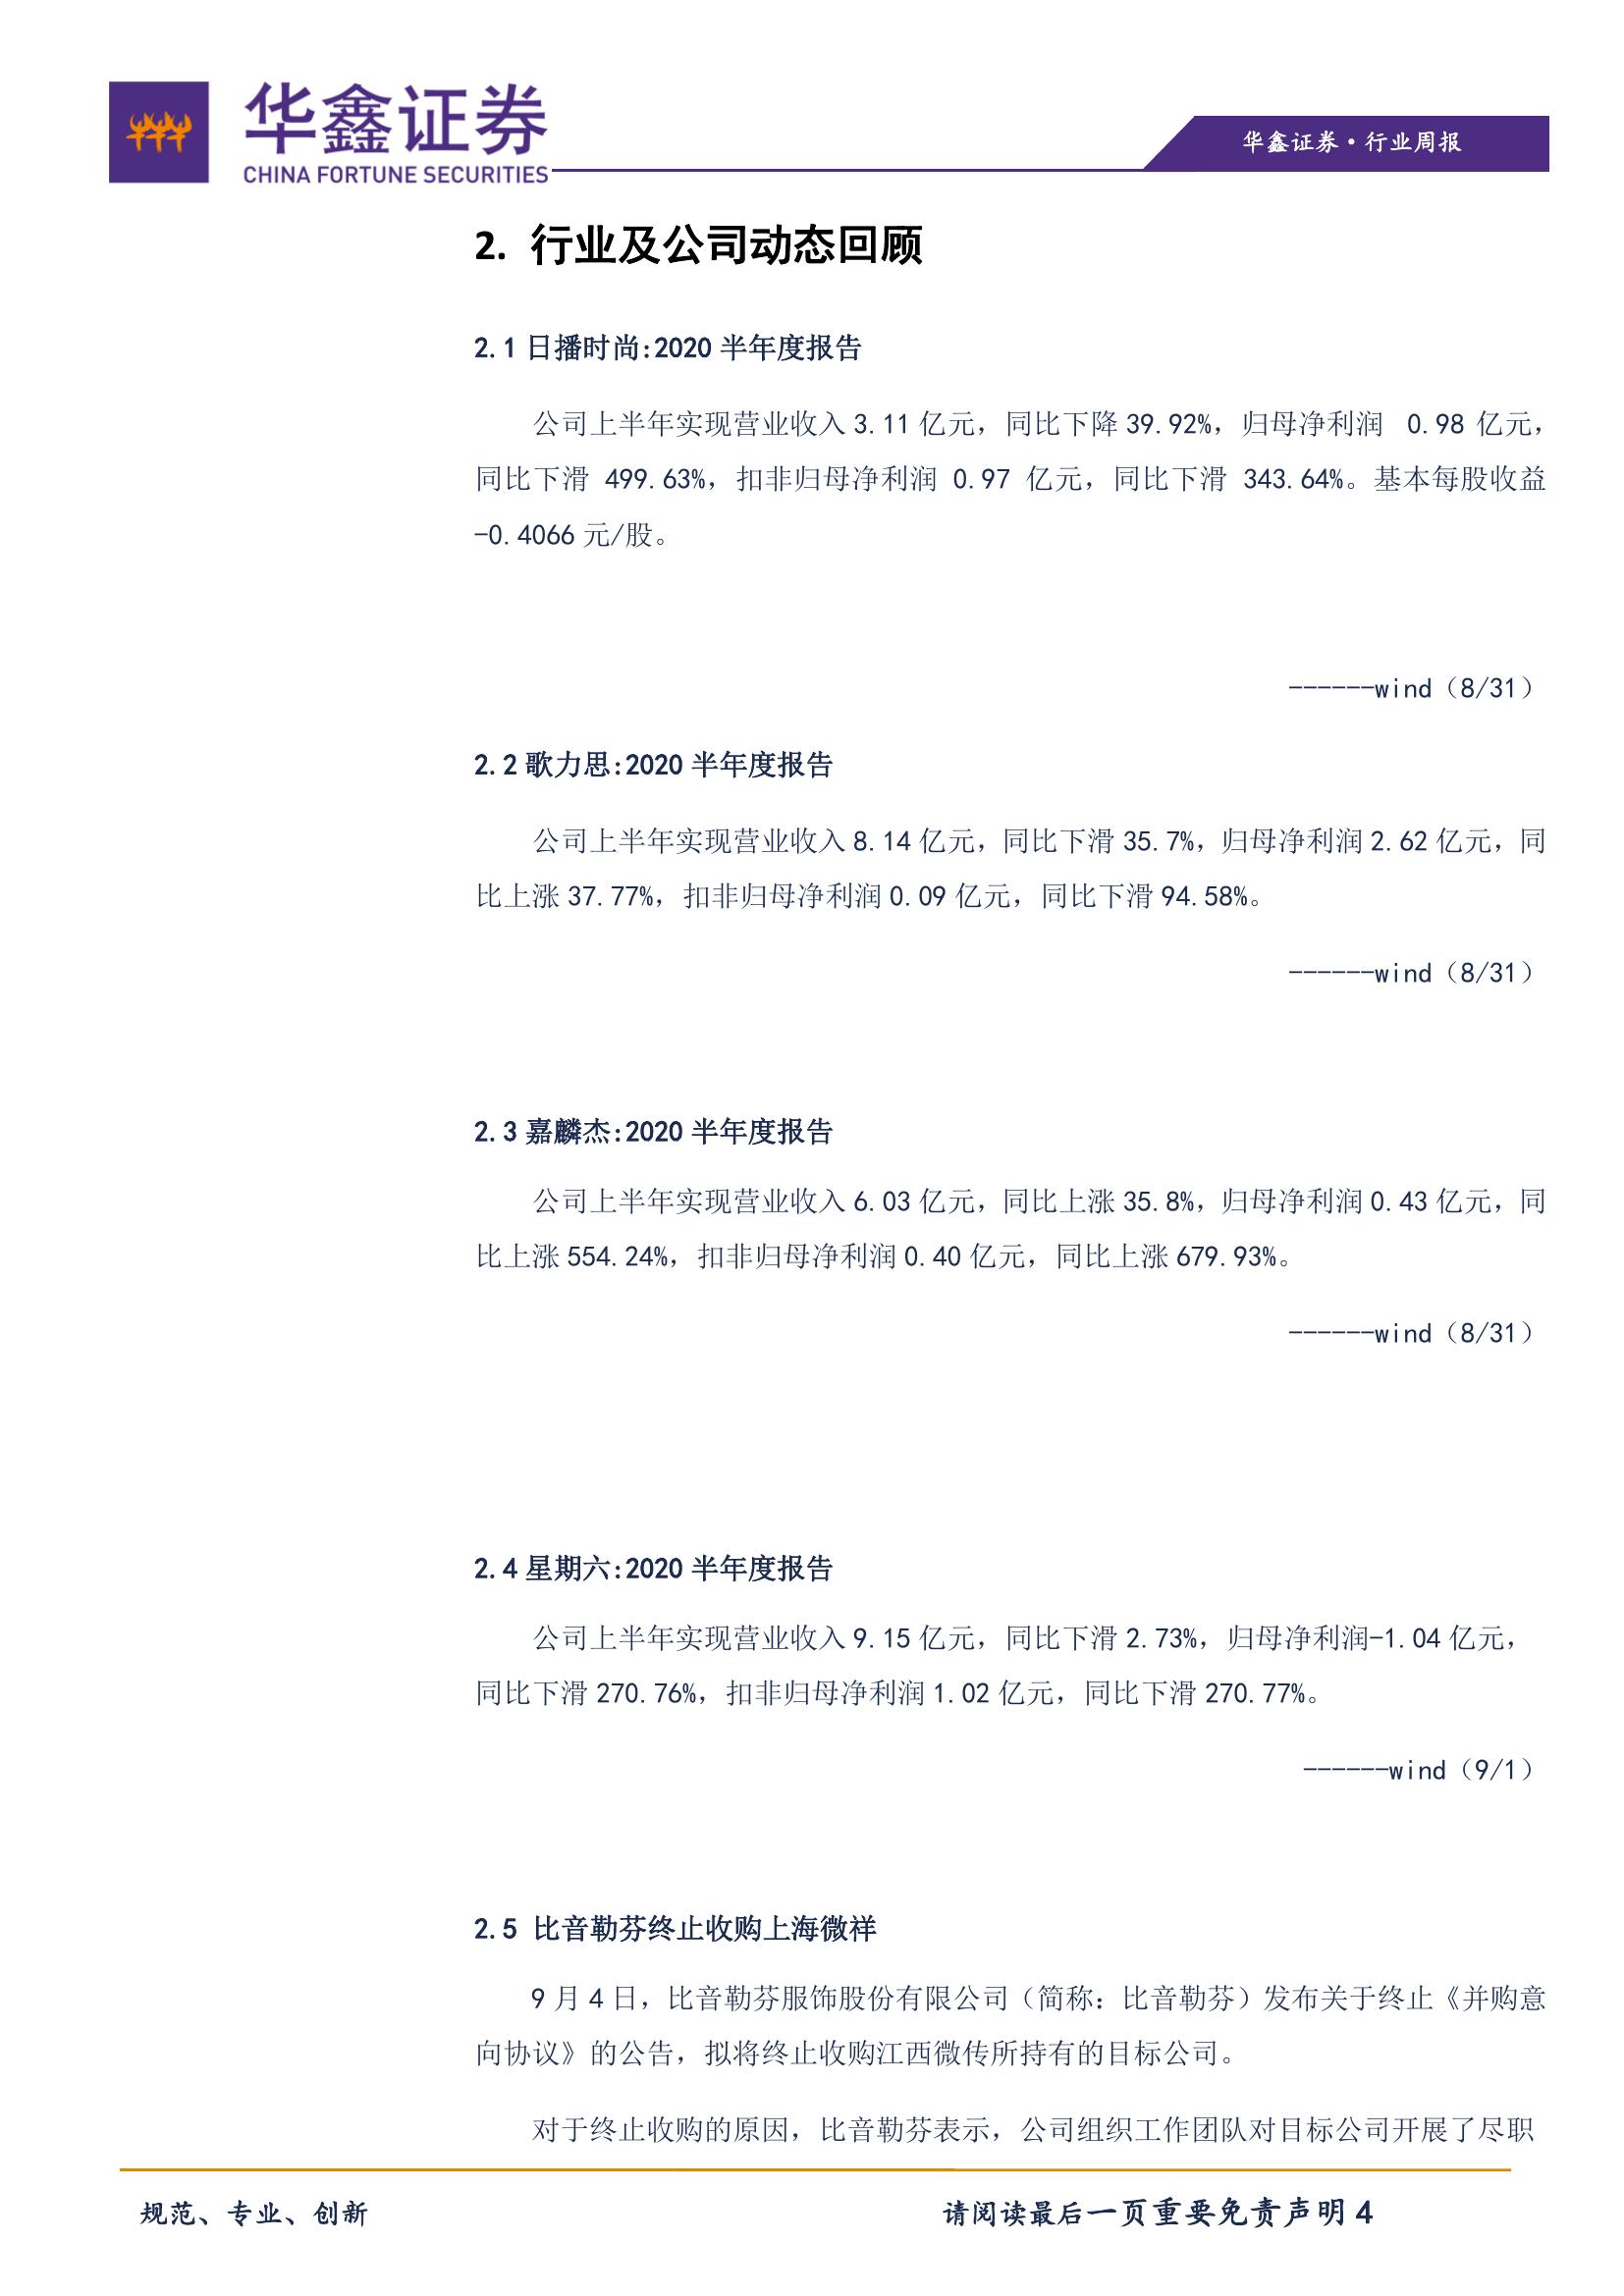 华鑫证券
CHINA FORTUNE SECURITIES
华鑫证券·行业周报
2. 行业及公司动态回顾
2.1 日播时尚:2020 半年度报告
公司上半年实现营业收入 3.11 亿元，同比下降 39.92%，归母净利润 0.98 亿元，
同比下滑 499.63%，扣非归母净利润 0.97 亿元，同比下滑 343.64%。基本每股收益
-0.4066 元/股。
------wind（8/31）
2.2 歌力思:2020 半年度报告
公司上半年实现营业收入 8.14 亿元，同比下滑 35.7%，归母净利润 2.62 亿元，同
比上涨 37.77%，扣非归母净利润 0.09 亿元，同比下滑 94.58%。
------wind（8/31）
2.3 嘉麟杰:2020 半年度报告
公司上半年实现营业收入 6.03 亿元，同比上涨 35.8%，归母净利润 0.43 亿元，同
比上涨 554.24%，扣非归母净利润 0.40 亿元，同比上涨 679.93%。
------wind（8/31）
2.4 星期六:2020 半年度报告
公司上半年实现营业收入 9.15 亿元，同比下滑 2.73%，归母净利润-1.04 亿元，
同比下滑 270.76%，扣非归母净利润 1.02 亿元，同比下滑 270.77%。
------wind（9/1）
2.5 比音勒芬终止收购上海微祥
9 月 4 日，比音勒芬服饰股份有限公司（简称：比音勒芬）发布关于终止《并购意
向协议》的公告，拟将终止收购江西微传所持有的目标公司。
对于终止收购的原因，比音勒芬表示，公司组织工作团队对目标公司开展了尽职
规范、专业、创新
请阅读最后一页重要免责声明 4